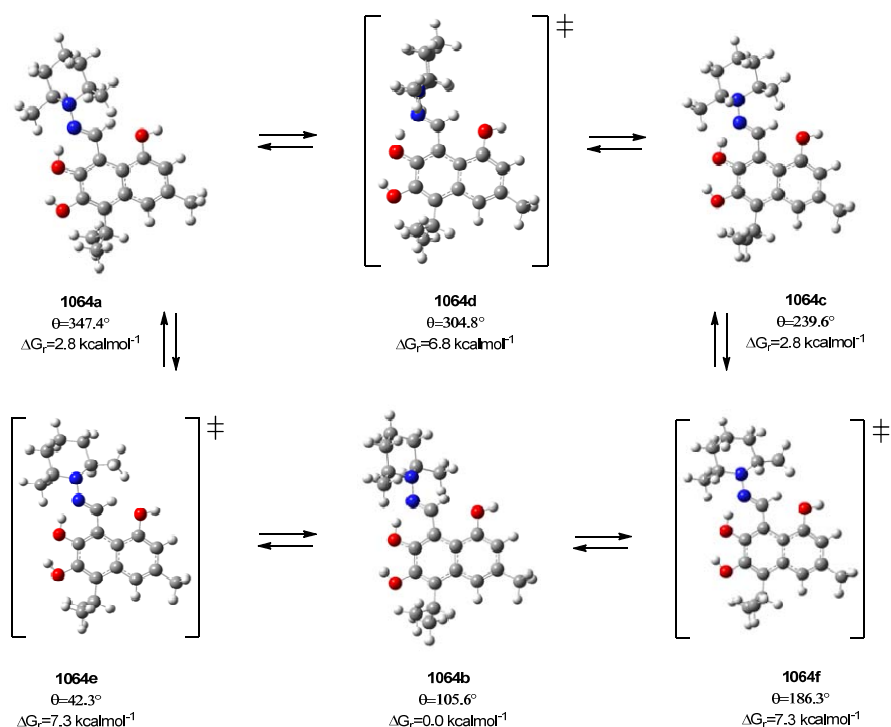 ‡
1064a
θ=347.4°
ΔGᵣ=2.8 kcalmol⁻¹
1064d
θ=304.8°
ΔGᵣ=6.8 kcalmol⁻¹
1064c
θ=239.6°
ΔGᵣ=2.8 kcalmol⁻¹
‡
‡
1064e
θ=42.3°
ΔGᵣ=7.3 kcalmol⁻¹
1064b
θ=105.6°
ΔGᵣ=0.0 kcalmol⁻¹
1064f
θ=186.3°
ΔGᵣ=7.3 kcalmol⁻¹